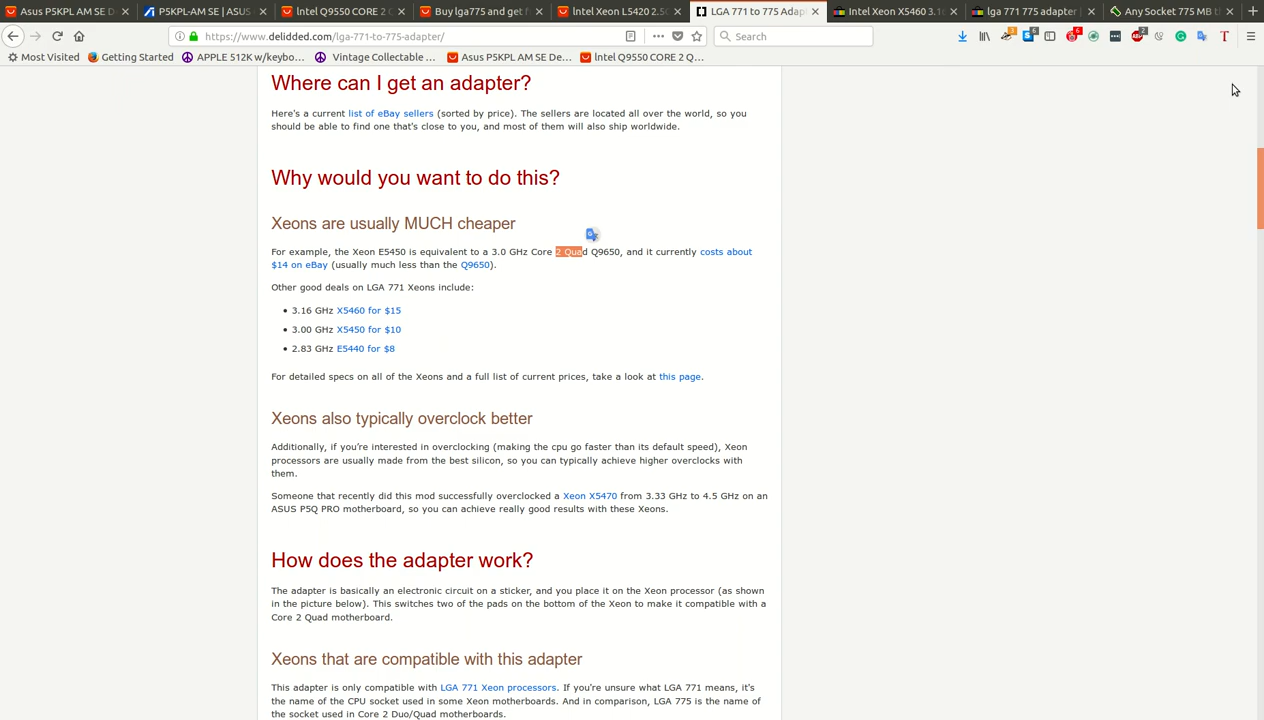 Asus P5KPL AM SE D
P5KPL-AM SE | ASUS
Intel Q9550 CORE 2
Buy lga775 and get f
Intel Xeon L5420 2.50
LGA 771 to 775 Adap
Intel Xeon X5460 3.1
lga 771 775 adapter
Any Socket 775 MB t
https://www.delidded.com/lga-771-to-775-adapter/
Search
Most Visited
Getting Started
APPLE 512K w/keybo...
Vintage Collectable ...
Asus P5KPL AM SE De...
Intel Q9550 CORE 2 Q...
Where can I get an adapter?
Here's a current list of eBay sellers (sorted by price). The sellers are located all over the world, so you
should be able to find one that's close to you, and most of them will also ship worldwide.
Why would you want to do this?
Xeons are usually MUCH cheaper
For example, the Xeon E5450 is equivalent to a 3.0 GHz Core 2 Quad Q9650, and it currently costs about
$14 on eBay (usually much less than the Q9650).
Other good deals on LGA 771 Xeons include:
• 3.16 GHz X5460 for $15
• 3.00 GHz X5450 for $10
• 2.83 GHz E5440 for $8
For detailed specs on all of the Xeons and a full list of current prices, take a look at this page.
Xeons also typically overclock better
Additionally, if you're interested in overclocking (making the cpu go faster than its default speed), Xeon
processors are usually made from the best silicon, so you can typically achieve higher overclocks with
them.
Someone that recently did this mod successfully overclocked a Xeon X5470 from 3.33 GHz to 4.5 GHz on an
ASUS P5Q PRO motherboard, so you can achieve really good results with these Xeons.
How does the adapter work?
The adapter is basically an electronic circuit on a sticker, and you place it on the Xeon processor (as shown
in the picture below). This switches two of the pads on the bottom of the Xeon to make it compatible with a
Core 2 Quad motherboard.
Xeons that are compatible with this adapter
This adapter is only compatible with LGA 771 Xeon processors. If you're unsure what LGA 771 means, it's
the name of the CPU socket used in some Xeon motherboards. And in comparison, LGA 775 is the name of
the socket used in Core 2 Duo/Quad motherboards.